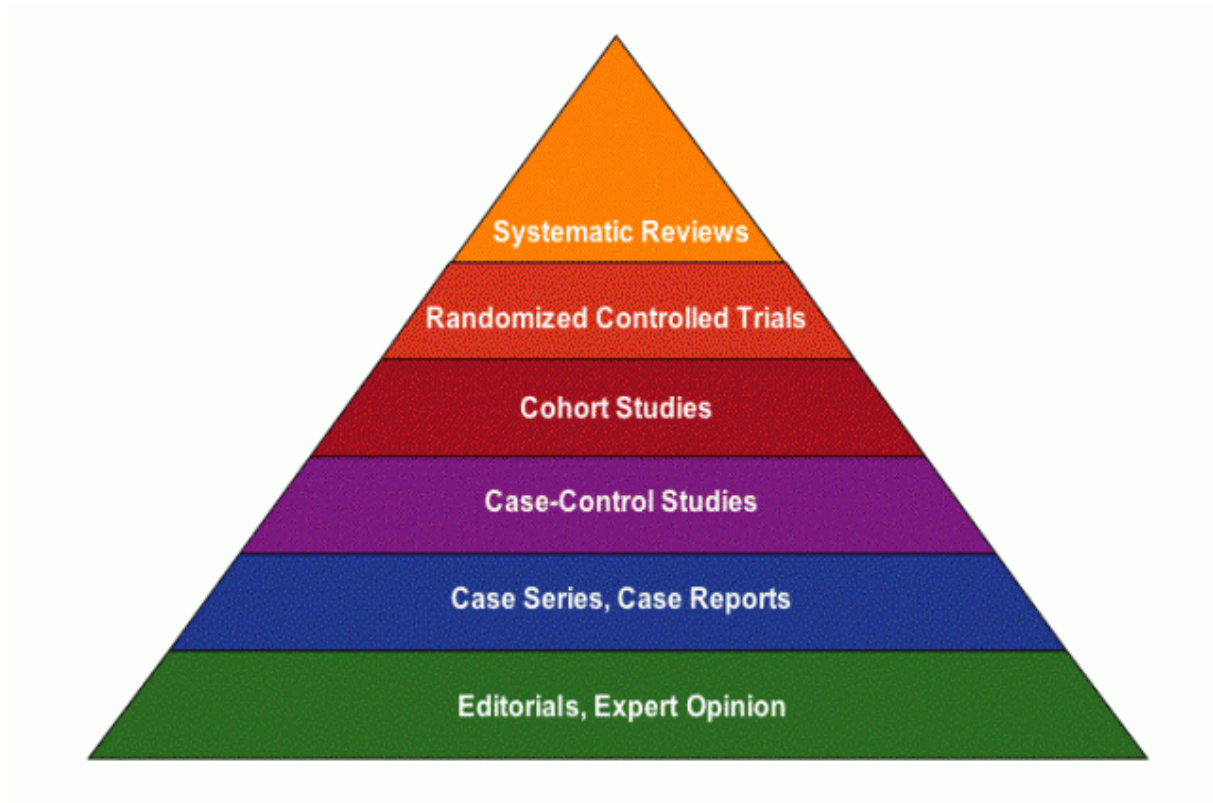 Systematic Reviews
Randomized Controlled Trials
Cohort Studies
Case-Control Studies
Case Series, Case Reports
Editorials, Expert Opinion